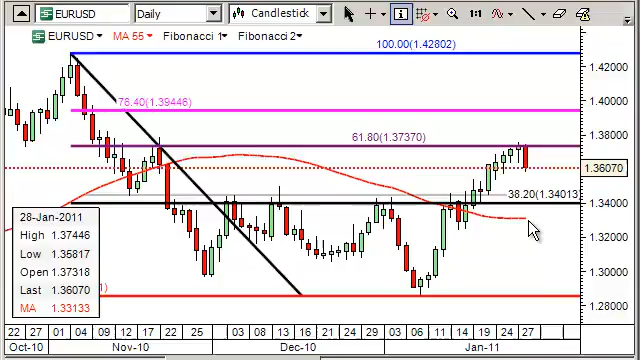 EURUSD Daily Candlestick 1:1
EURUSD MA 55 Fibonacci 1 Fibonacci 2
100.00(1.42802)
1.42000
78.40(1.39446)
1.40000
61.80(1.37370)
1.38000
1.36070
38.20(1.34013)
1.34000
1.32000
1.30000
1.28000
28-Jan-2011
High 1.37446
Low 1.35817
Open 1.37318
Last 1.36070
MA 1.33133
22 27 01 04 09 12 17 22 25 03 08 13 16 21 24 03 06 11 14 19 24 27
Oct-10 Nov-10 Dec-10 Jan-11